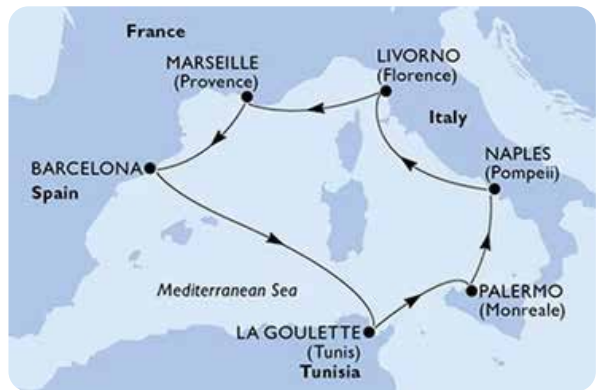 France
MARSEILLE
(Provence)
LIVORNO
(Florence)
Italy
NAPLES
(Pompeii)
BARCELONA
Spain
Mediterranean Sea
PALERMO
(Monreale)
LA GOULETTE
(Tunis)
Tunisia